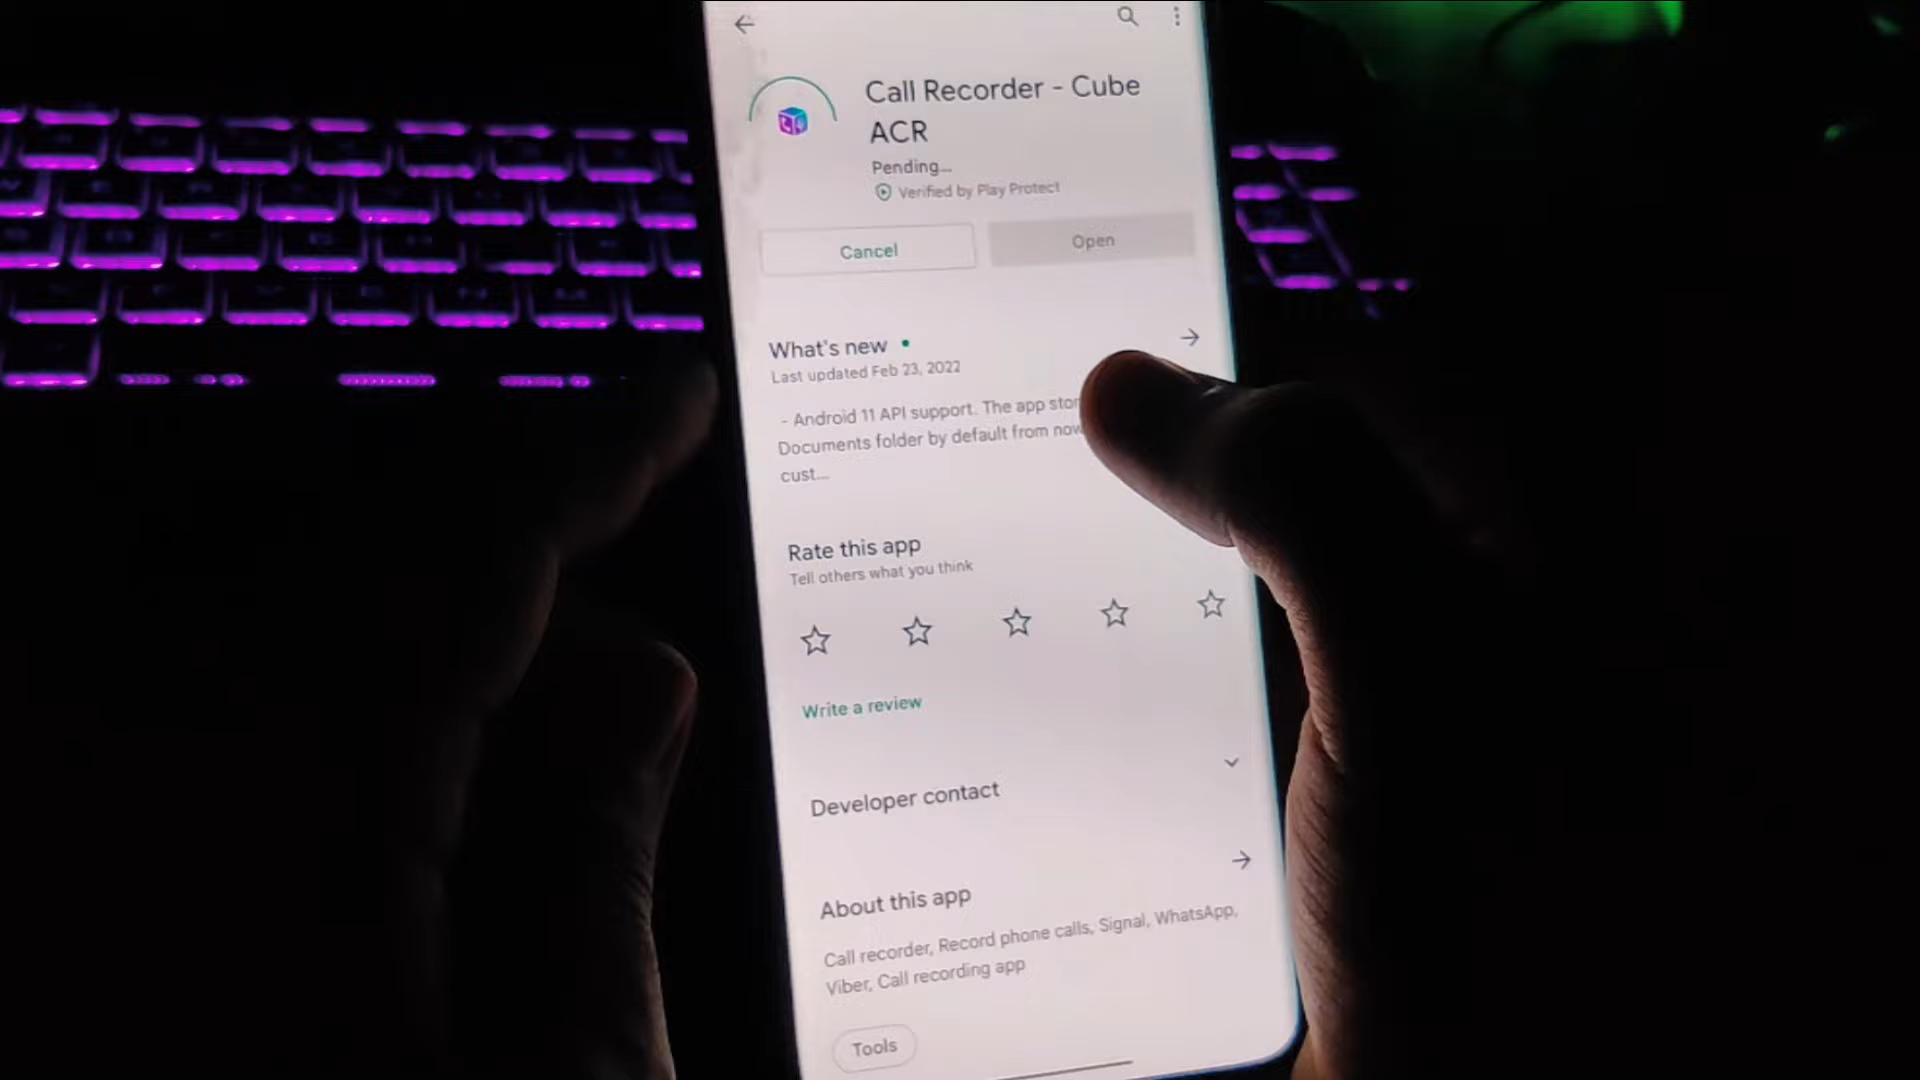 Call Recorder - Cube
ACR
Pending...
Verified by Play Protect
Cancel
Open
What's new
Last updated Feb 23, 2022
- Android 11 API support. The app
Documents folder by default from
cust...
Rate this app
Tell others what you think
Write a review
Developer contact
About this app
Call recorder, Record phone calls, Signal, WhatsApp,
Viber, Call recording app
Tools